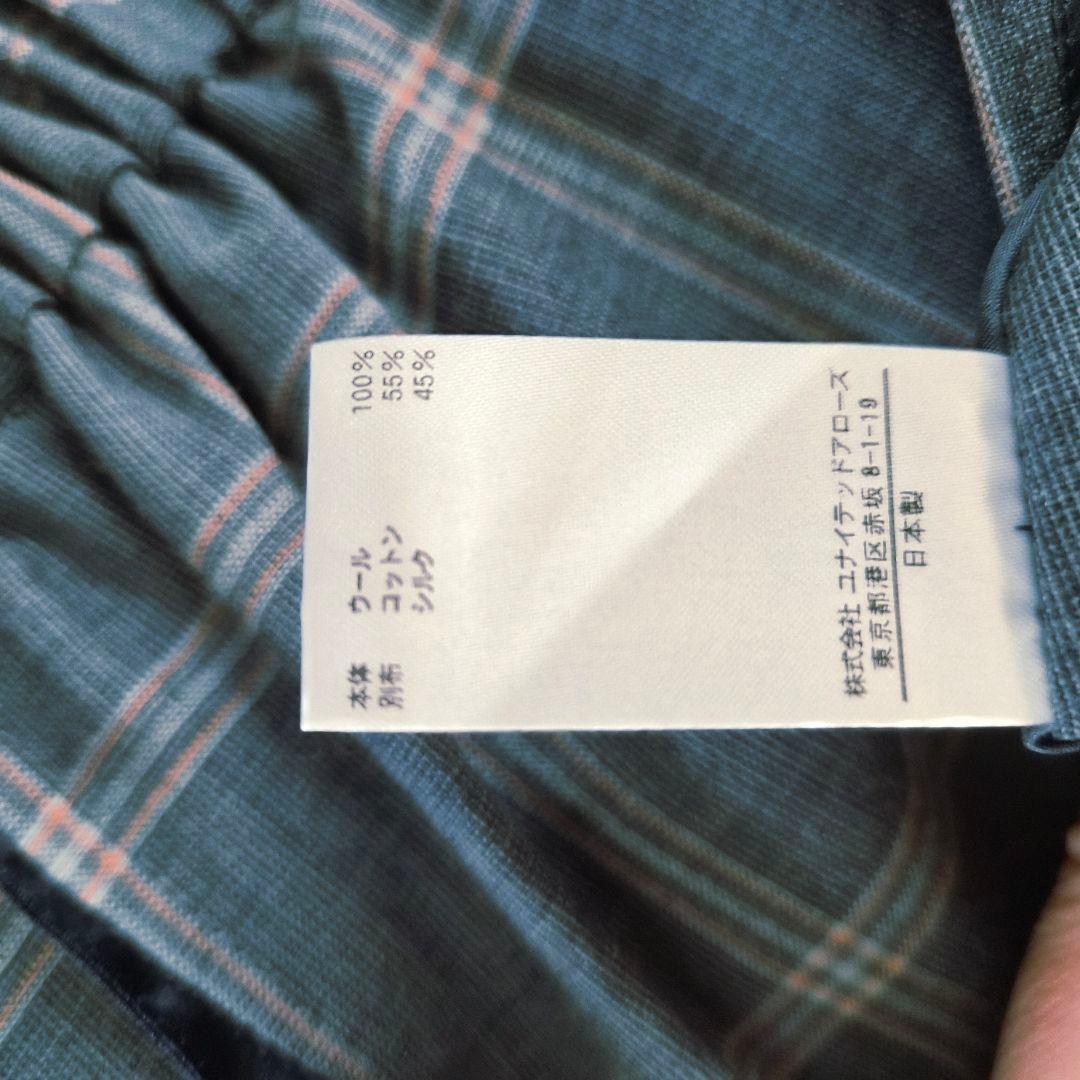 本体 ウール 100%
別布 コットン 55%
シルク 45%
株式会社 ユナイテッドアローズ
東京都港区赤坂 8-1-19
日本製